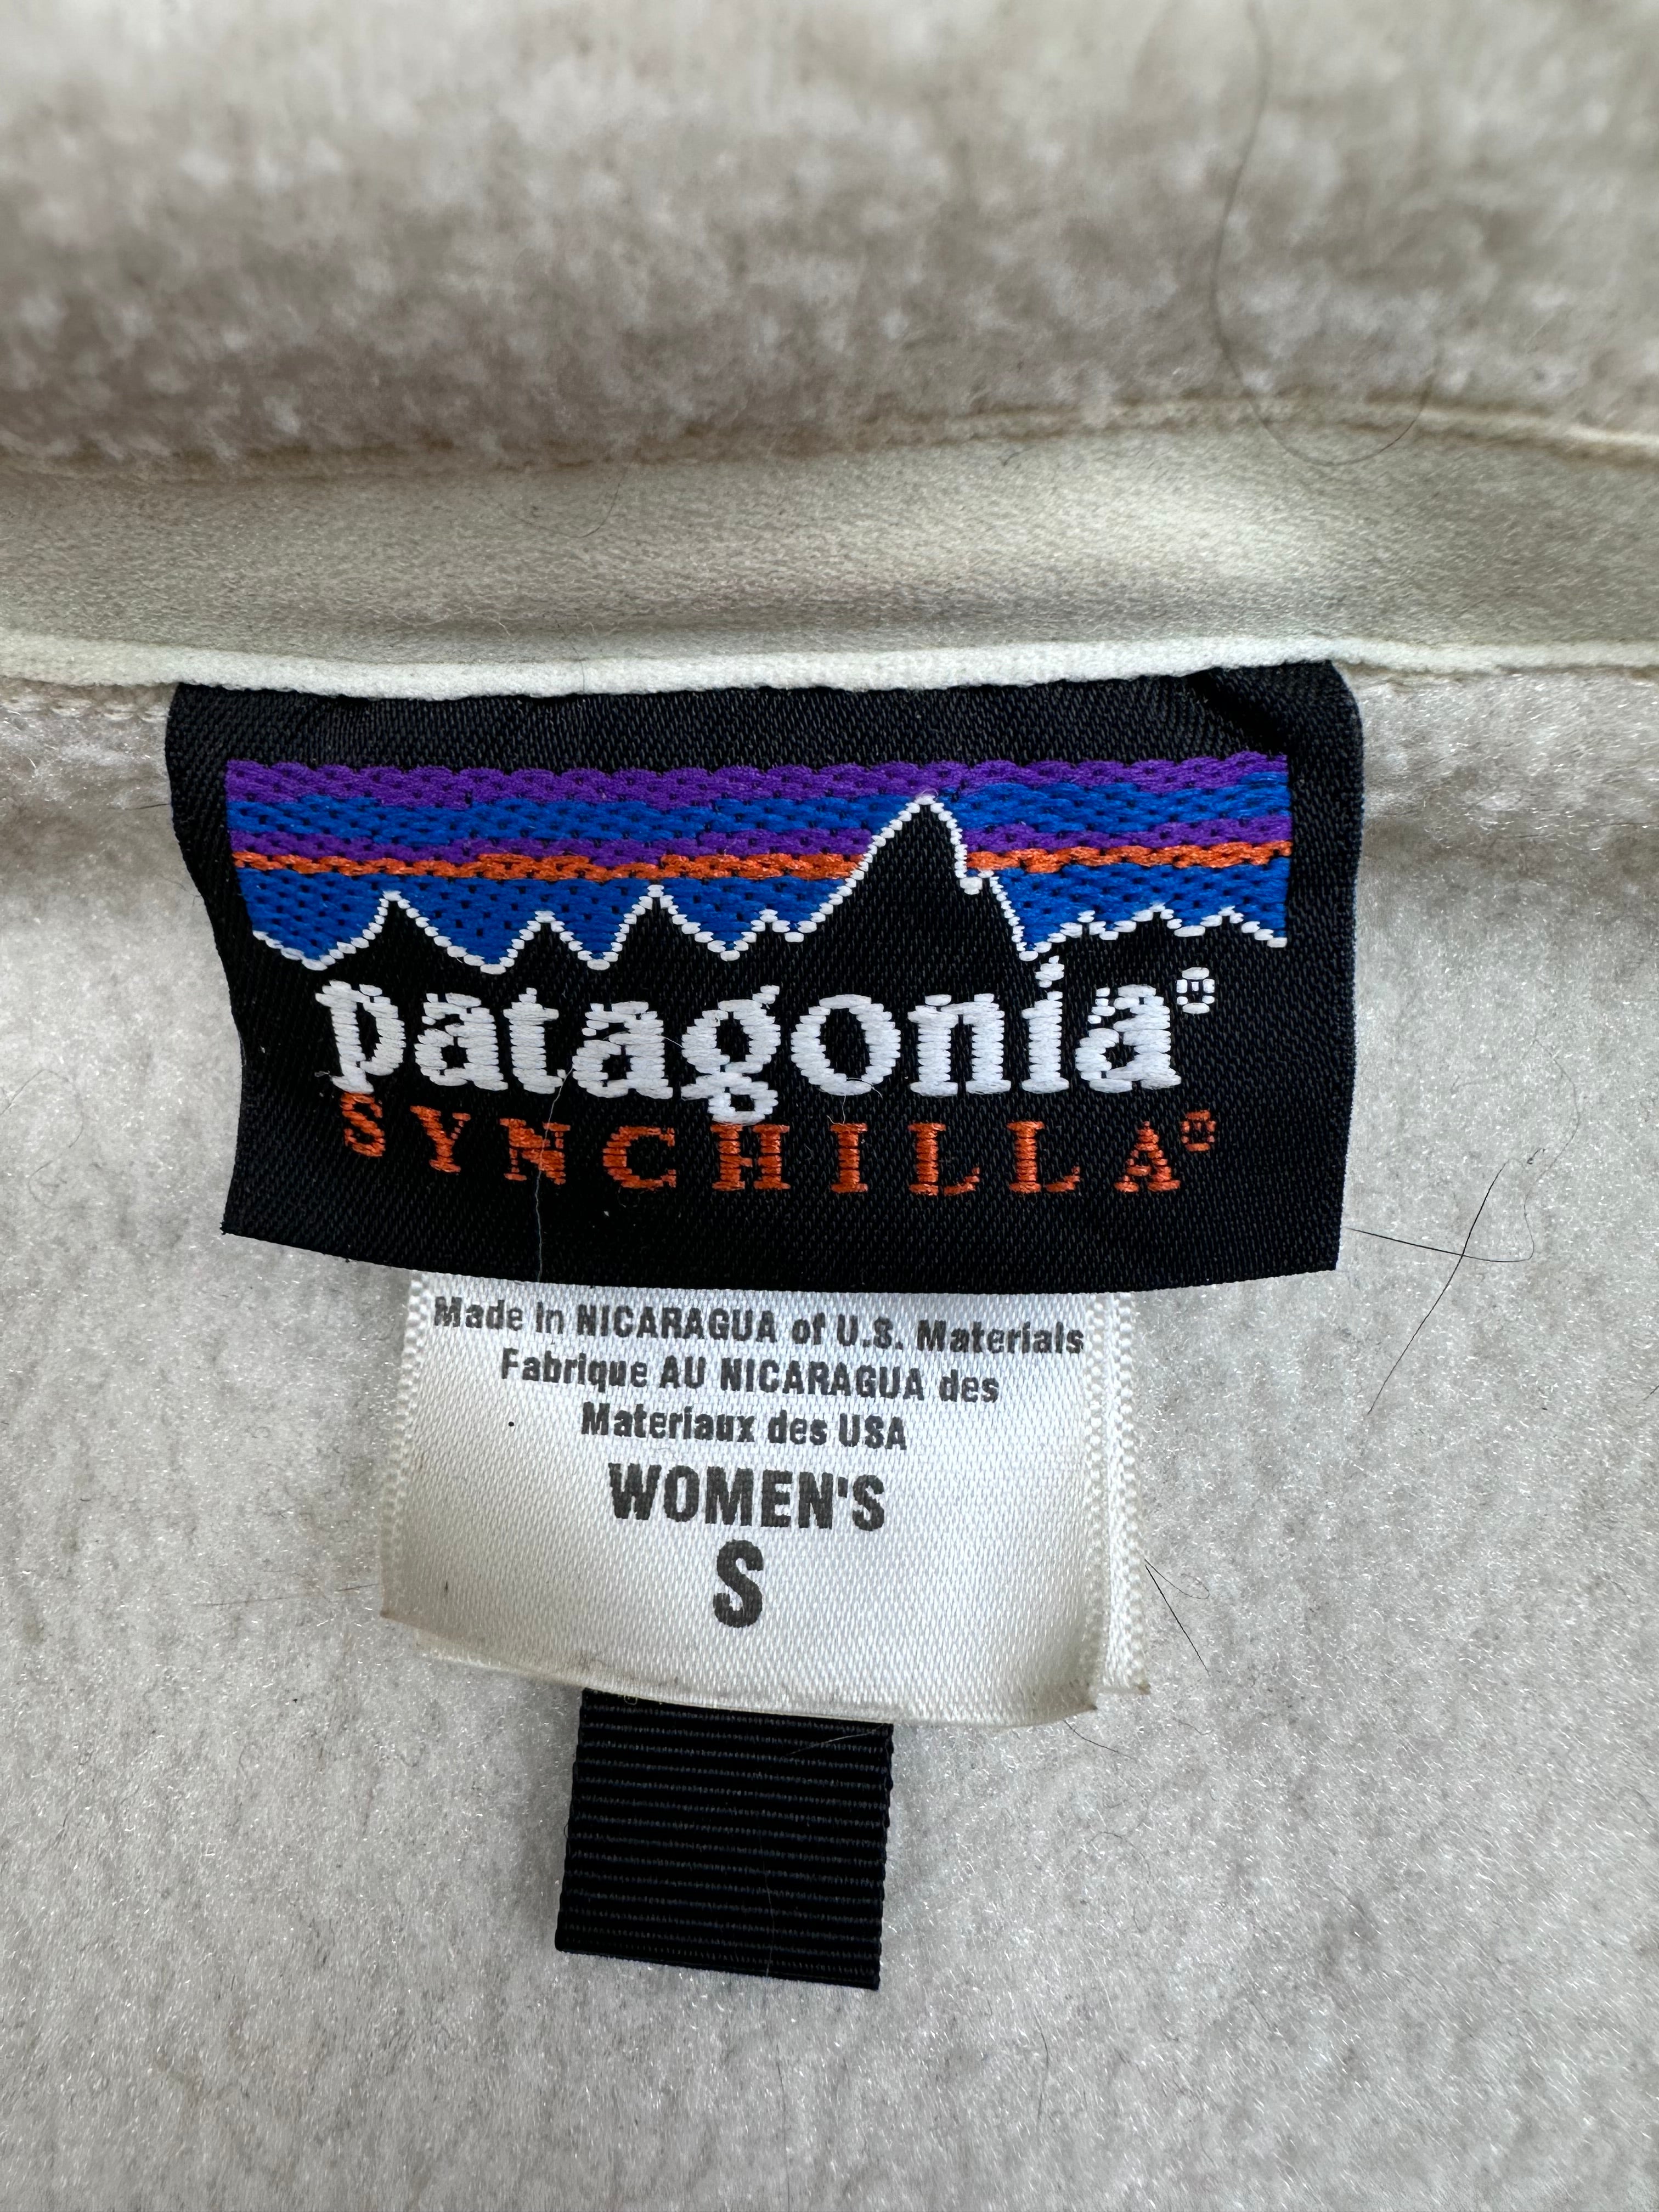 patagonia®
SYNCHILLA®
Made in NICARAGUA of U.S. Materials
Fabrique AU NICARAGUA des
Materiaux des USA
WOMEN'S
S